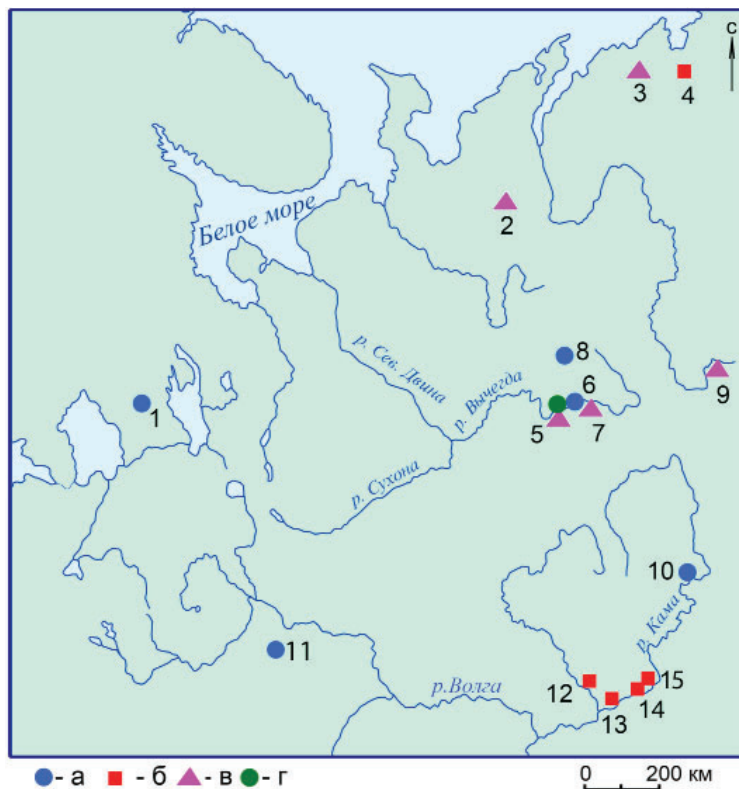 с
3
4
2
Белое море
8
р. Сев. Двина
р. Вычегда
6
9
1
5
7
р. Сухона
10
р. Кама
11
12
15
р.Волга
14
13
- а - б - в - г
0 200 км